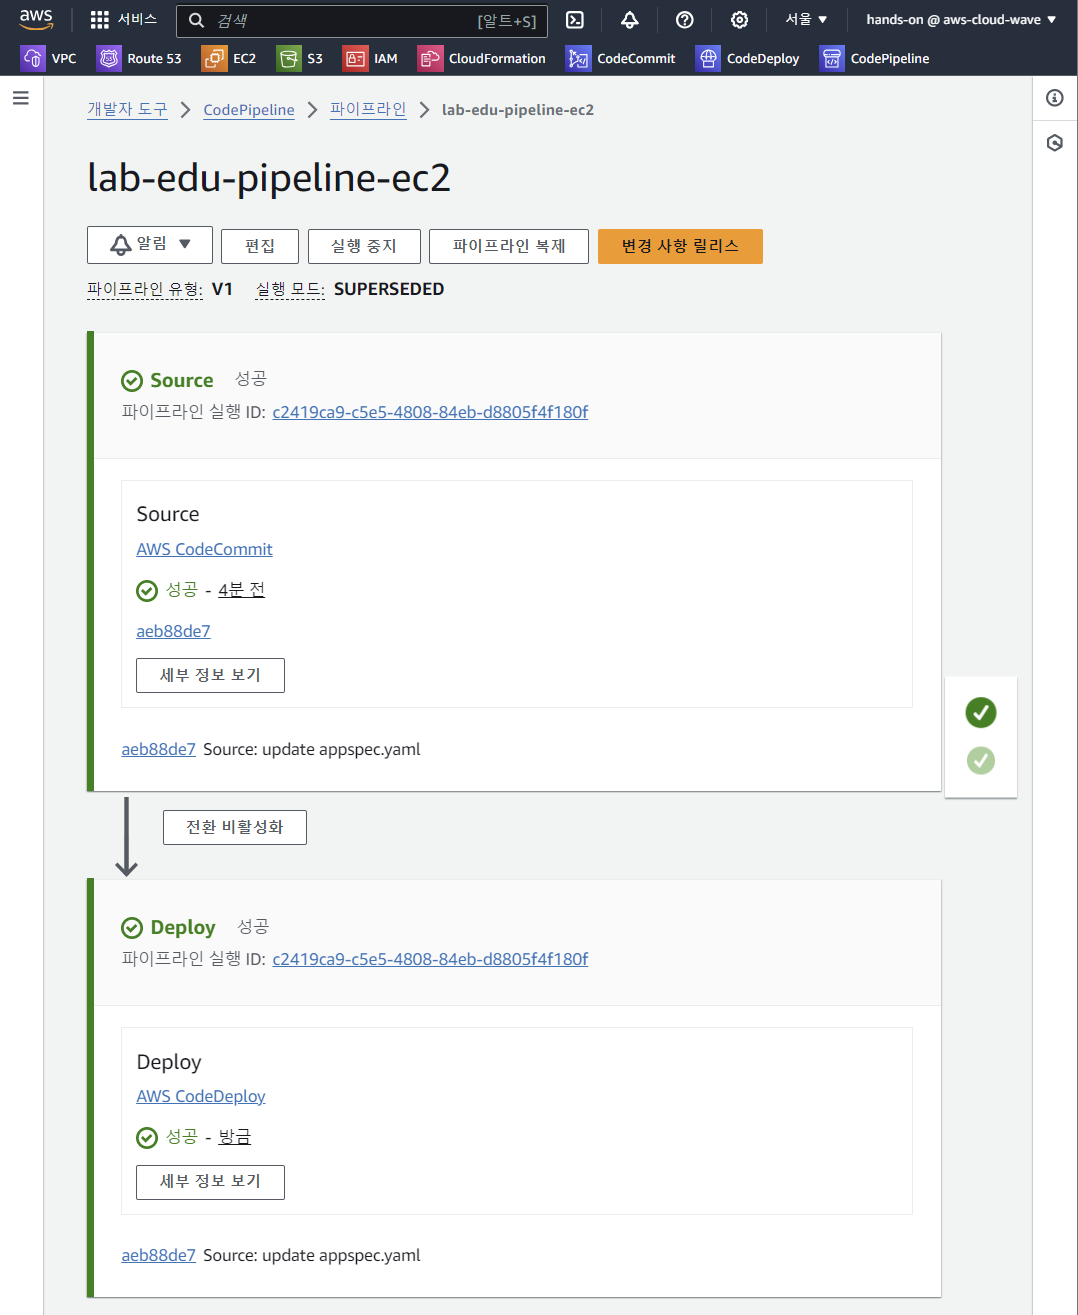 aws 서비스 검색 [알트+S] 서울 ▼ hands-on @ aws-cloud-wave ▼
VPC Route 53 EC2 S3 IAM CloudFormation CodeCommit CodeDeploy CodePipeline
개발자 도구 > CodePipeline > 파이프라인 > lab-edu-pipeline-ec2
lab-edu-pipeline-ec2
알림 ▼ 편집 실행 중지 파이프라인 복제 변경 사항 릴리스
파이프라인 유형: V1 실행 모드: SUPERSEDED
Source 성공
파이프라인 실행 ID: c2419ca9-c5e5-4808-84eb-d8805f4f180f
Source
AWS CodeCommit
성공 - 4분 전
aeb88de7
세부 정보 보기
aeb88de7 Source: update appspec.yaml
전환 비활성화
Deploy 성공
파이프라인 실행 ID: c2419ca9-c5e5-4808-84eb-d8805f4f180f
Deploy
AWS CodeDeploy
성공 - 방금
세부 정보 보기
aeb88de7 Source: update appspec.yaml